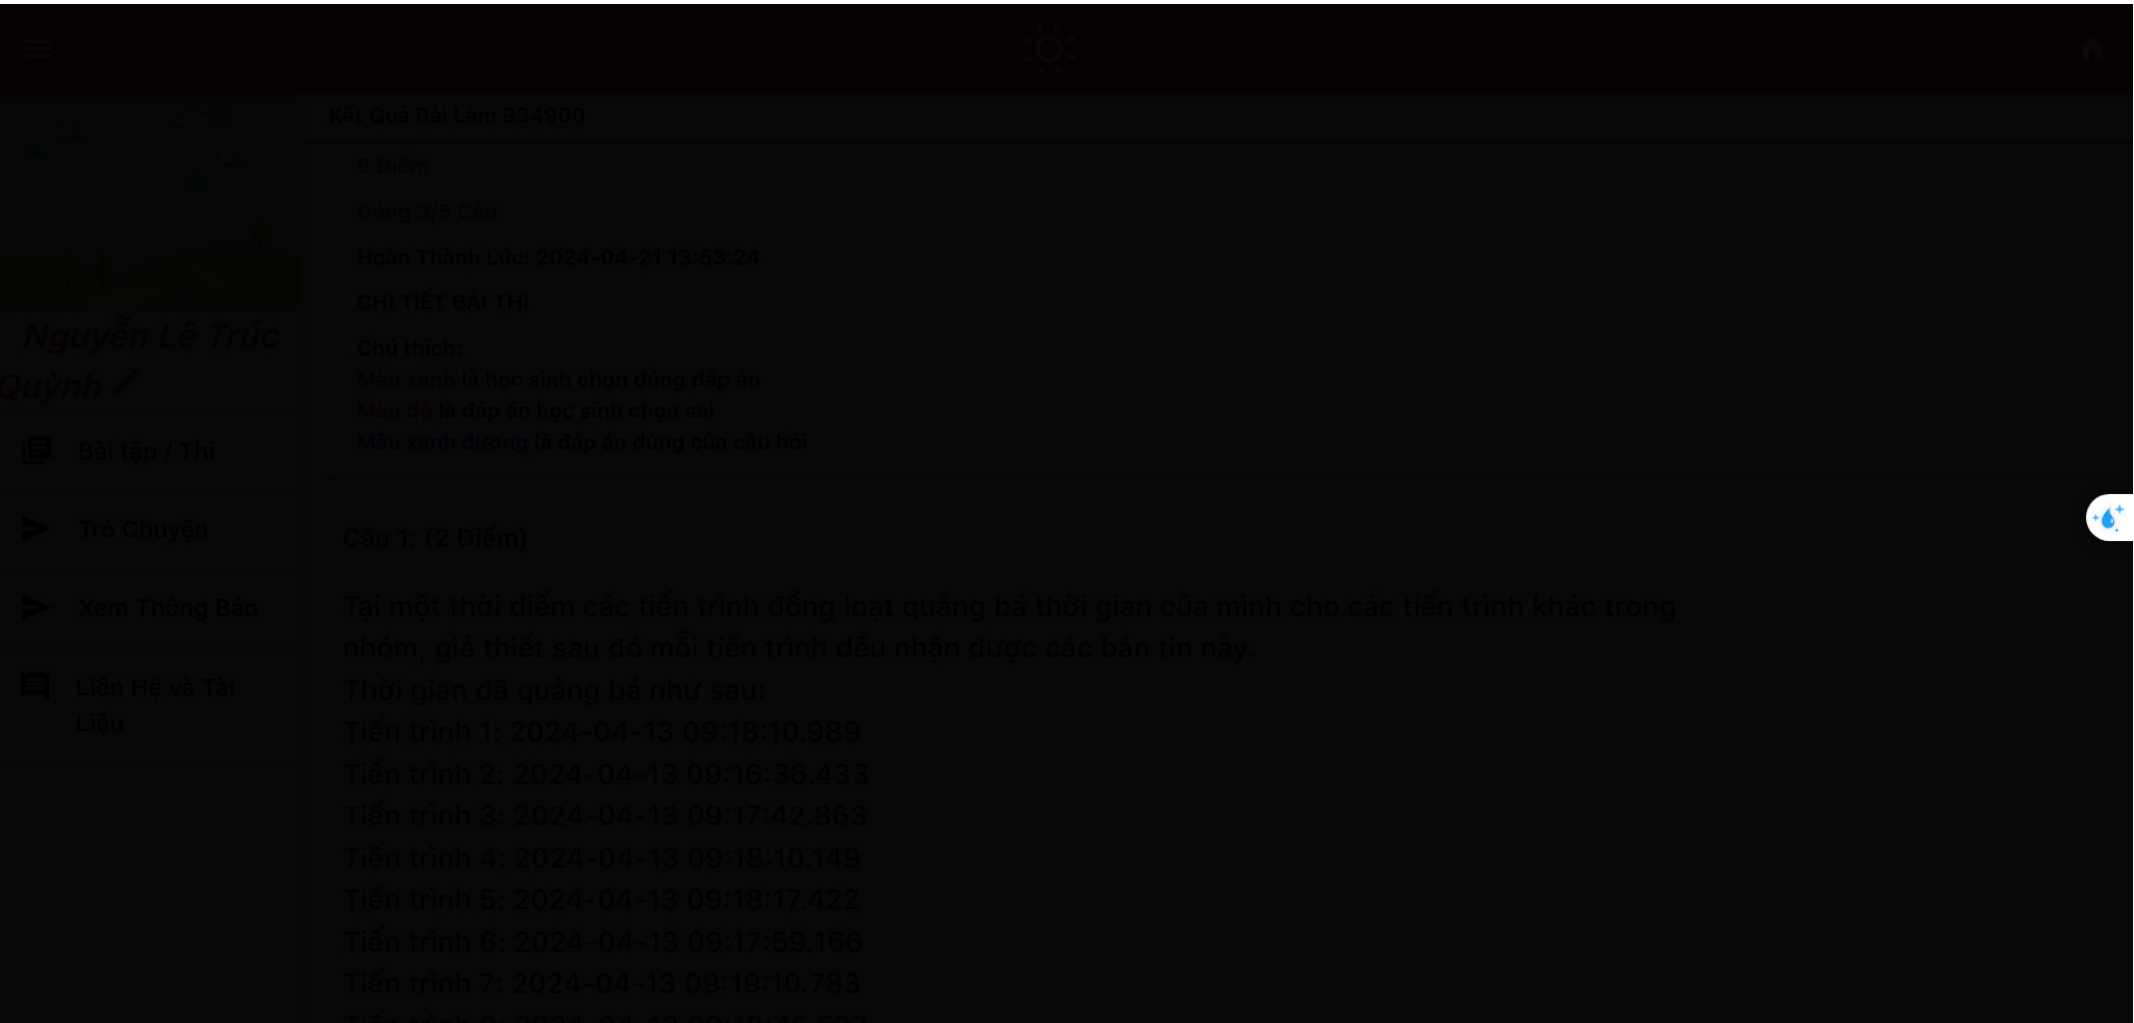 Kết Quả Bài Làm 934900
6 Điểm
Đúng 3/5 Câu
Hoàn Thành Lúc: 2024-04-21 13:53:24
CHI TIẾT BÀI THI
Chú thích:
Màu xanh là học sinh chọn đúng đáp án
Màu đỏ là đáp án học sinh chọn sai
Màu xanh dương là đáp án đúng của câu hỏi
Nguyễn Lê Trúc
Quỳnh
Bài tập / Thi
Trò Chuyện
Xem Thông Báo
Liên Hệ và Tài
Liệu
Câu 1: (2 Điểm)
Tại một thời điểm các tiến trình đồng loạt quảng bá thời gian của mình cho các tiến trình khác trong
nhóm, giả thiết sau đó mỗi tiến trình đều nhận được các bản tin này.
Thời gian đã quảng bá như sau:
Tiến trình 1: 2024-04-13 09:18:10.989
Tiến trình 2: 2024-04-13 09:16:36.433
Tiến trình 3: 2024-04-13 09:17:42.863
Tiến trình 4: 2024-04-13 09:18:10.149
Tiến trình 5: 2024-04-13 09:18:17.422
Tiến trình 6: 2024-04-13 09:17:59.166
Tiến trình 7: 2024-04-13 09:19:10.783